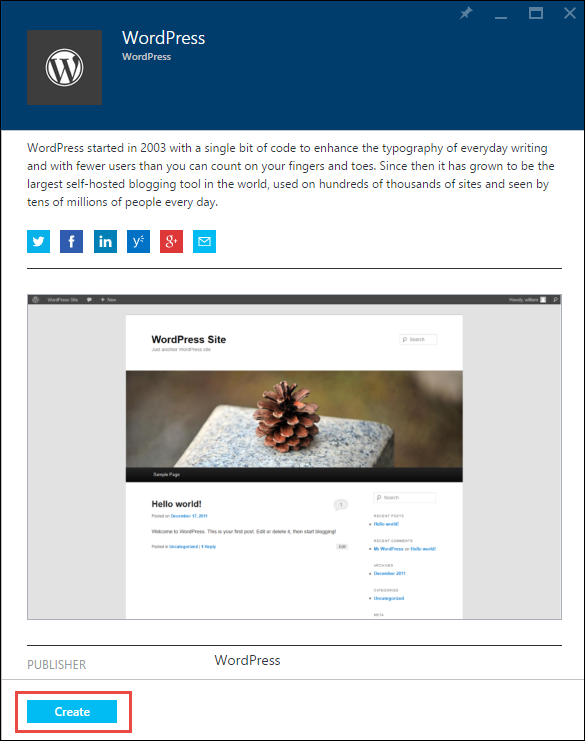 WordPress
WordPress
WordPress started in 2003 with a single bit of code to enhance the typography of everyday writing
and with fewer users than you can count on your fingers and toes. Since then it has grown to be the
largest self-hosted blogging tool in the world, used on hundreds of thousands of sites and seen by
tens of millions of people every day.
WordPress Site + New Howdy, william
WordPress Site
Just another WordPress site
Search
Sample Page
Hello world!
1
Posted on December 17, 2011
Welcome to WordPress. This is your first post. Edit or delete it, then start blogging!
Posted in Uncategorized | 1 Reply
Edit
Search
RECENT POSTS
Hello world!
RECENT COMMENTS
Mr WordPress on Hello world!
ARCHIVES
December 2011
CATEGORIES
Uncategorized
META
PUBLISHER WordPress
Create